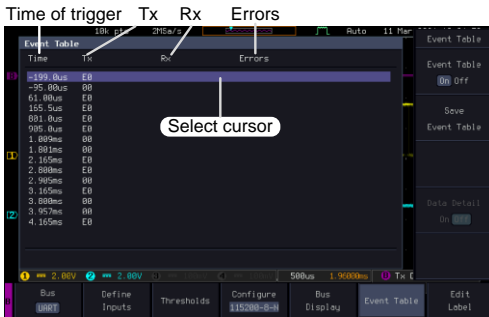 Time of trigger Tx Rx Errors
10k pts 2MSa/s Auto 11 Mar
Event Table
Event Table
Time Tx Rx Errors
Event Table
On Off
-199.0us E0
-95.00us 00
61.00us E0
165.5us E0
801.0us E0
905.0us E0
1.009ms 00
1.801ms 00
2.165ms E0
2.800ms E0
2.905ms 00
3.165ms E0
3.800ms 00
3.957ms 00
4.165ms E0
Select cursor
Save
Event Table
Data Detail
On Off
1 2.00V 2 2.00V 500us 1.96000ms Tx
Bus
UART
Define
Inputs
Thresholds
Configure
115200-8-N
Bus
Display
Event Table
Edit
Label